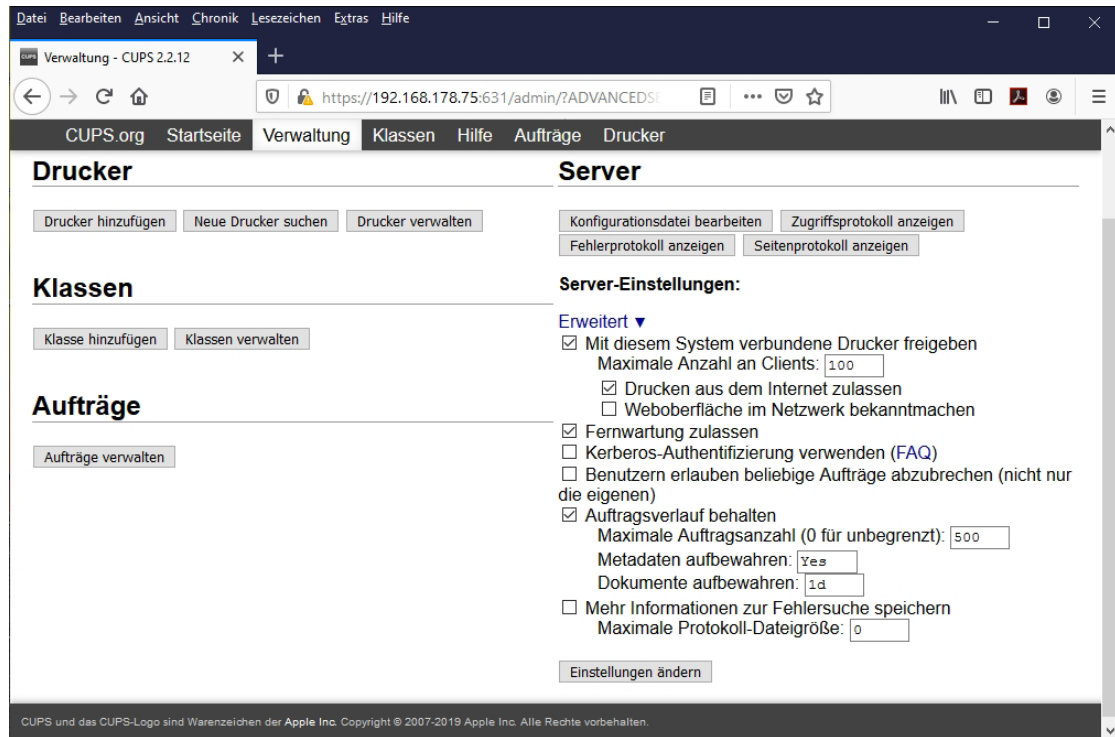 Datei Bearbeiten Ansicht Chronik Lesezeichen Extras Hilfe
CUPS Verwaltung - CUPS 2.2.12
https://192.168.178.75:631/admin/?ADVANCEDSE
CUPS.org Startseite Verwaltung Klassen Hilfe Aufträge Drucker
Drucker
Drucker hinzufügen Neue Drucker suchen Drucker verwalten
Klassen
Klasse hinzufügen Klassen verwalten
Aufträge
Aufträge verwalten
Server
Konfigurationsdatei bearbeiten Zugriffsprotokoll anzeigen
Fehlerprotokoll anzeigen Seitenprotokoll anzeigen
Server-Einstellungen:
Erweitert ▼
Mit diesem System verbundene Drucker freigeben
Maximale Anzahl an Clients: 100
Drucken aus dem Internet zulassen
Weboberfläche im Netzwerk bekanntmachen
Fernwartung zulassen
Kerberos-Authentifizierung verwenden (FAQ)
Benutzern erlauben beliebige Aufträge abzubrechen (nicht nur
die eigenen)
Auftragsverlauf behalten
Maximale Auftragsanzahl (0 für unbegrenzt): 500
Metadaten aufbewahren: Yes
Dokumente aufbewahren: 1d
Mehr Informationen zur Fehlersuche speichern
Maximale Protokoll-Dateigröße: 0
Einstellungen ändern
CUPS und das CUPS-Logo sind Warenzeichen der Apple Inc. Copyright © 2007-2019 Apple Inc. Alle Rechte vorbehalten.